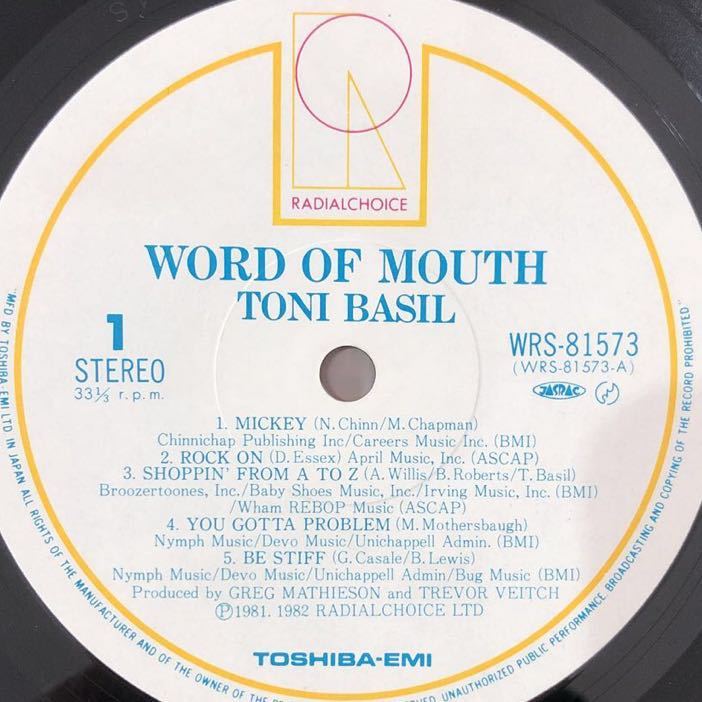 RADIALCHOICE
WORD OF MOUTH
TONI BASIL
1
STEREO
33⅓ r.p.m.
WRS-81573
(WRS-81573-A)
JASRAC
1. MICKEY (N. Chinn/M. Chapman)
Chinnichap Publishing Inc/Careers Music Inc. (BMI)
2. ROCK ON (D. Essex) April Music, Inc. (ASCAP)
3. SHOPPIN' FROM A TO Z (A. Willis/B. Roberts/T. Basil)
Broozertoones, Inc./Baby Shoes Music, Inc./Irving Music, Inc. (BMI)
/Wham REBOP Music (ASCAP)
4. YOU GOTTA PROBLEM (M. Mothersbaugh)
Nymph Music/Devo Music/Unichappell Admin. (BMI)
5. BE STIFF (G. Casale/B. Lewis)
Nymph Music/Devo Music/Unichappell Admin/Bug Music (BMI)
Produced by GREG MATHIESON and TREVOR VEITCH
Ⓟ1981. 1982 RADIALCHOICE LTD
TOSHIBA-EMI
"MFD BY TOSHIBA-EMI LTD IN JAPAN ALL RIGHTS OF THE MANUFACTURER AND OF THE OWNER OF THE UNAUTHORIZED PUBLIC PERFORMANCE, BROADCASTING AND COPYING OF THE RECORD PROHIBITED"